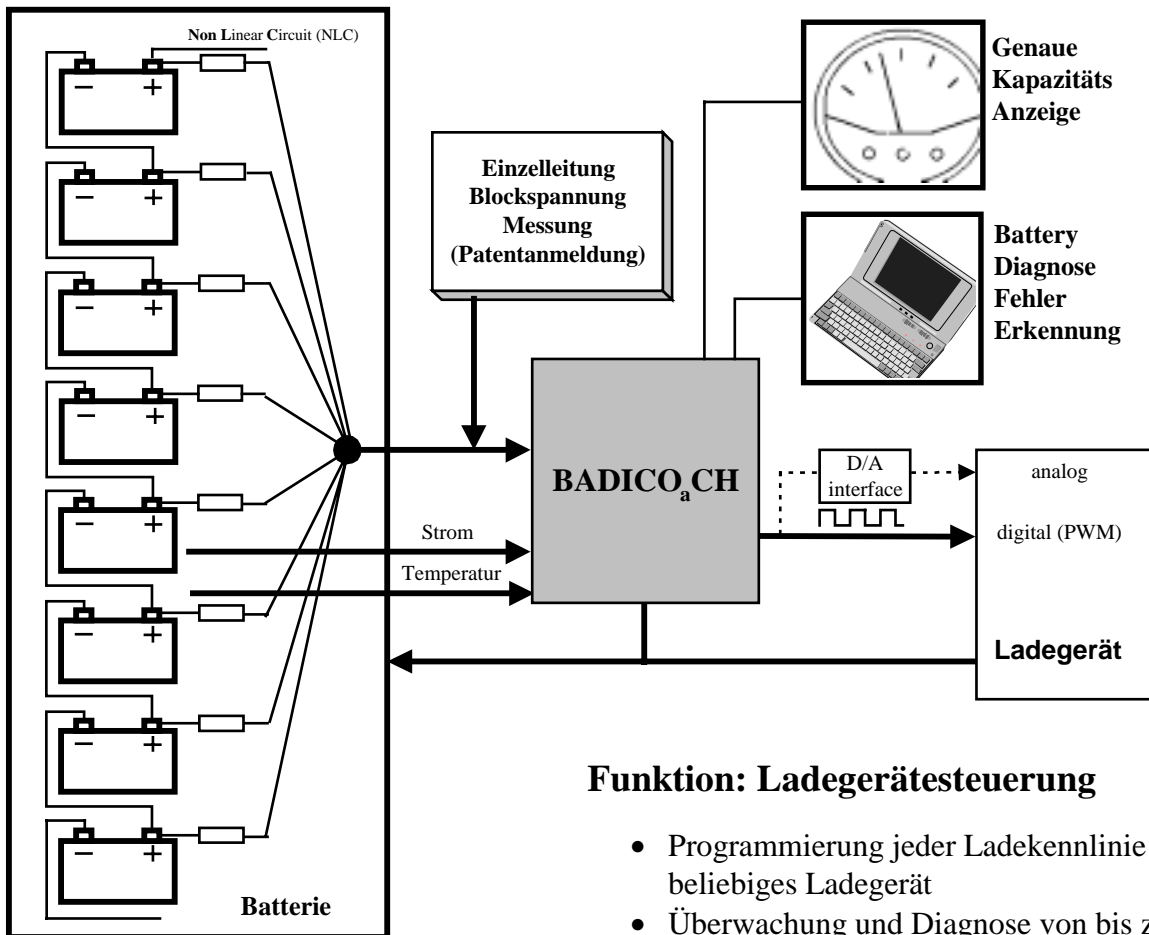 Non Linear Circuit (NLC)
− +
− +
− +
− +
− +
− +
− +
− +
Batterie
Einzelleitung
Blockspannung
Messung
(Patentanmeldung)
Strom
Temperatur
BADICOaCH
Genaue
Kapazitäts
Anzeige
Battery
Diagnose
Fehler
Erkennung
D/A
interface
analog
digital (PWM)
Ladegerät
Funktion: Ladegerätesteuerung
• Programmierung jeder Ladekennlinie
beliebiges Ladegerät
• Überwachung und Diagnose von bis z